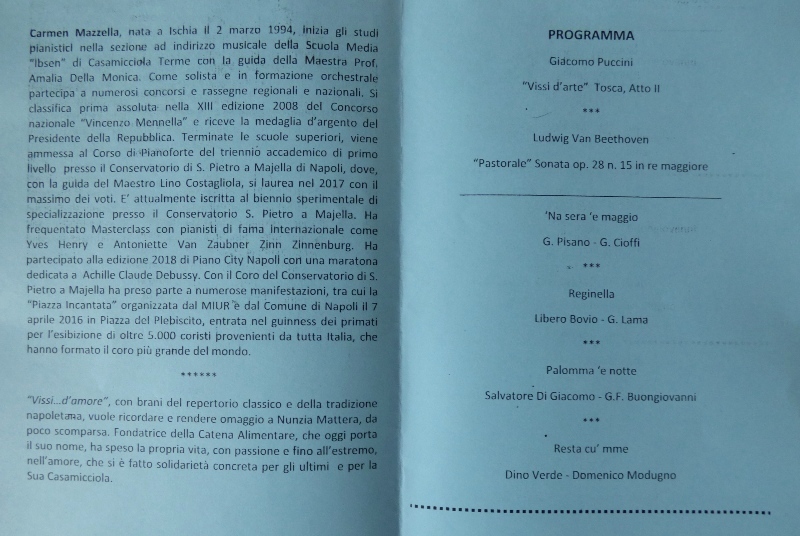 Carmen Mazzella, nata a Ischia il 2 marzo 1994, inizia gli studi
pianistici nella sezione ad indirizzo musicale della Scuola Media
"Ibsen" di Casamicciola Terme con la guida della Maestra Prof.
Amalia Della Monica. Come solista e in formazione orchestrale
partecipa a numerosi concorsi e rassegne regionali e nazionali. Si
classifica prima assoluta nella XIII edizione 2008 del Concorso
nazionale "Vincenzo Mennella" e riceve la medaglia d'argento del
Presidente della Repubblica. Terminate le scuole superiori, viene
ammessa al Corso di Pianoforte del triennio accademico di primo
livello presso il Conservatorio di S. Pietro a Majella di Napoli, dove,
con la guida del Maestro Lino Costagliola, si laurea nel 2017 con il
massimo dei voti. E' attualmente iscritta al biennio sperimentale di
specializzazione presso il Conservatorio S. Pietro a Majella. Ha
frequentato Masterclass con pianisti di fama internazionale come
Yves Henry e Antoniette Van Zaubner Zinn Zinnenburg. Ha
partecipato alla edizione 2018 di Piano City Napoli con una maratona
dedicata a Achille Claude Debussy. Con il Coro del Conservatorio di S.
Pietro a Majella ha preso parte a numerose manifestazioni, tra cui la
"Piazza Incantata" organizzata dal MIUR e dal Comune di Napoli il 7
aprile 2016 in Piazza del Plebiscito, entrata nel guinness dei primati
per l'esibizione di oltre 5.000 coristi provenienti da tutta Italia, che
hanno formato il coro più grande del mondo.
******
"Vissi...d'amore", con brani del repertorio classico e della tradizione
napoletana, vuole ricordare e rendere omaggio a Nunzia Mattera, da
poco scomparsa. Fondatrice della Catena Alimentare, che oggi porta
il suo nome, ha speso la propria vita, con passione e fino all'estremo,
nell'amore, che si è fatto solidarietà concreta per gli ultimi e per la
Sua Casamicciola.
PROGRAMMA
Giacomo Puccini
"Vissi d'arte" Tosca, Atto II
***
Ludwig Van Beethoven
"Pastorale" Sonata op. 28 n. 15 in re maggiore
'Na sera 'e maggio
G. Pisano - G. Cioffi
***
Reginella
Libero Bovio - G. Lama
***
Palomma 'e notte
Salvatore Di Giacomo - G.F. Buongiovanni
***
Resta cu' mme
Dino Verde - Domenico Modugno